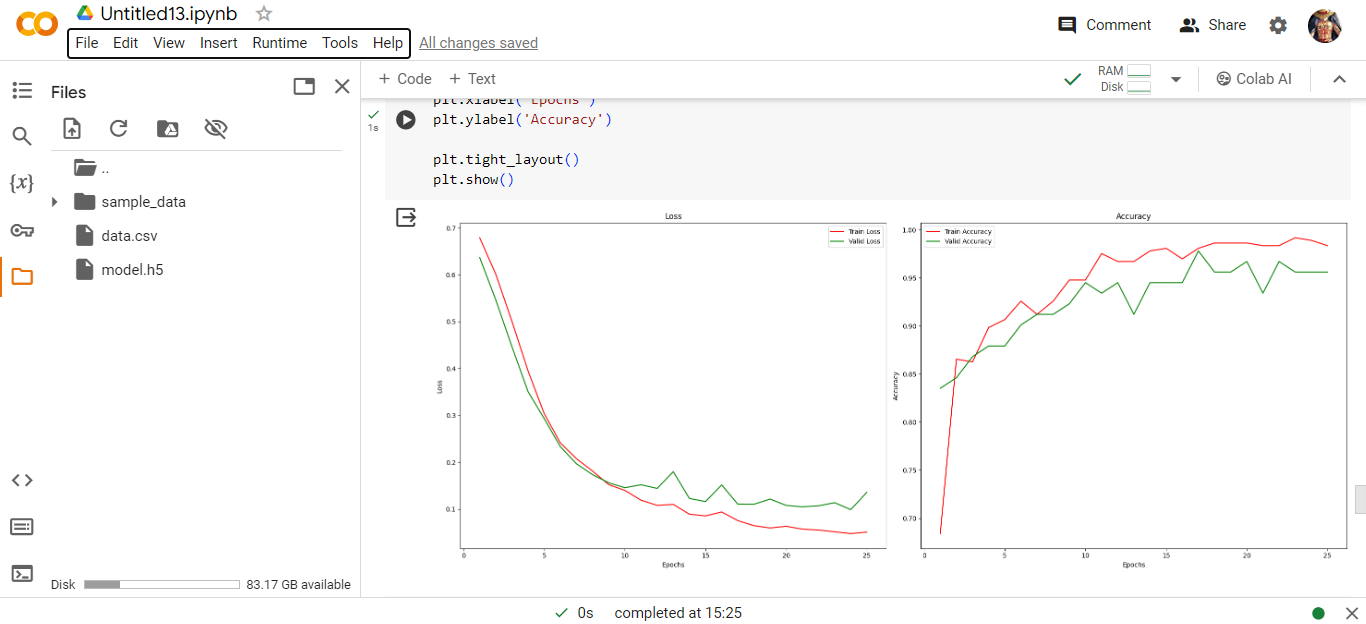 Untitled13.ipynb
File Edit View Insert Runtime Tools Help All changes saved
Comment
Share
Files
+ Code + Text
RAM
Disk
Colab AI
..
sample_data
data.csv
model.h5
Disk 83.17 GB available
{x}
1s
plt.xlabel('Epochs')
plt.ylabel('Accuracy')
plt.tight_layout()
plt.show()
Loss
Train Loss
Valid Loss
0.7
0.6
0.5
0.4
0.3
0.2
0.1
Loss
0 5 10 15 20 25
Epochs
Accuracy
Train Accuracy
Valid Accuracy
1.00
0.95
0.90
0.85
0.80
0.75
0.70
Accuracy
0 5 10 15 20 25
Epochs
0s completed at 15:25